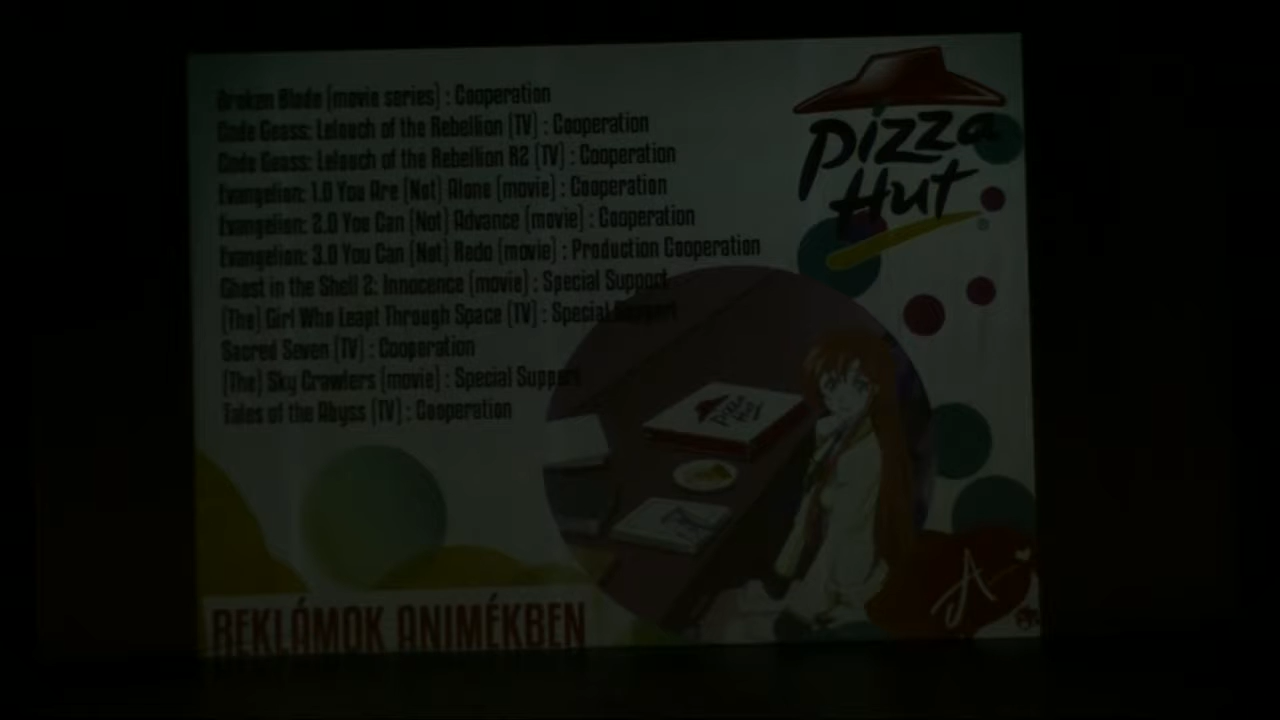 Broken Blade (movie series) : Cooperation
Code Geass: Lelouch of the Rebellion (TV) : Cooperation
Code Geass: Lelouch of the Rebellion R2 (TV) : Cooperation
Evangelion: 1.0 You Are (Not) Alone (movie) : Cooperation
Evangelion: 2.0 You Can (Not) Advance (movie) : Cooperation
Evangelion: 3.0 You Can (Not) Redo (movie) : Production Cooperation
Ghost in the Shell 2: Innocence (movie) : Special Support
(The) Girl Who Leapt Through Space (TV) : Special Support
Sacred Seven (TV) : Cooperation
(The) Sky Crawlers (movie) : Special Support
Tales of the Abyss (TV) : Cooperation
Pizza
Hut
Pizza
Hut
REKLÁMOK ANIMÉKBEN